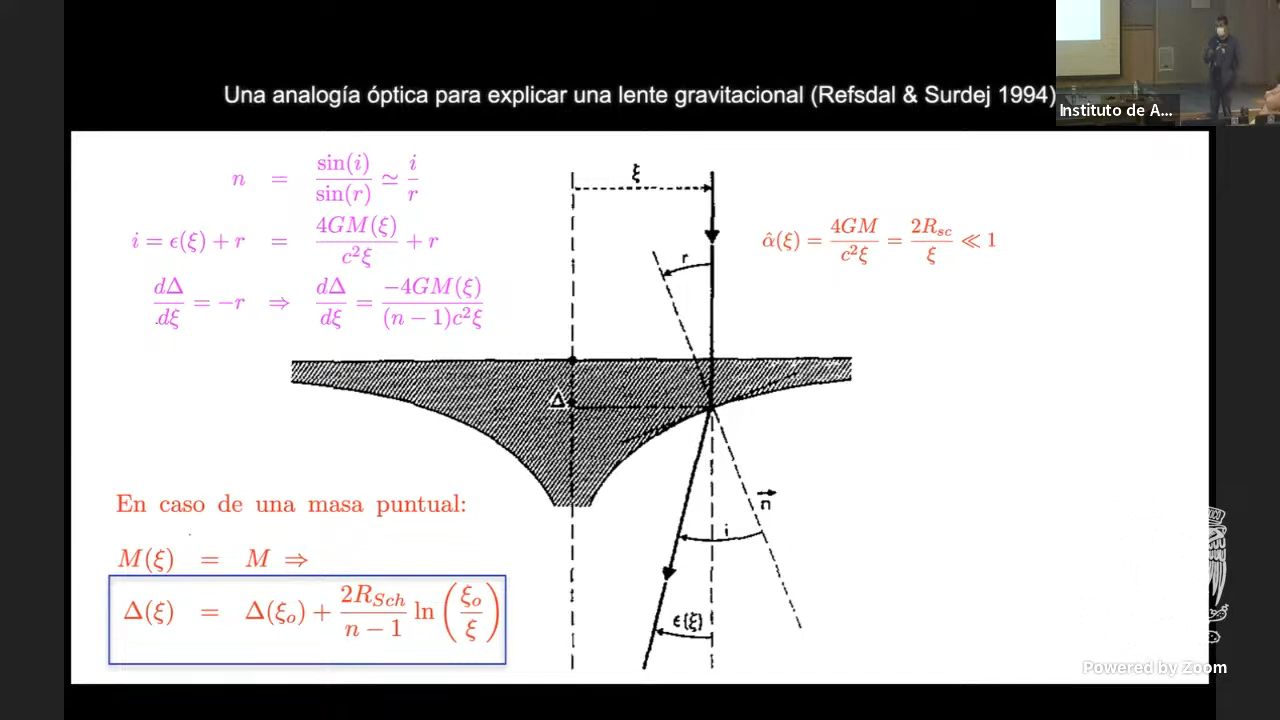 Una analogía óptica para explicar una lente gravitacional (Refsdal & Surdej 1994)
Instituto de A...
n = sin(i)/sin(r) ≃ i/r
i = ϵ(ξ) + r = 4GM(ξ)/c²ξ + r
dΔ/dξ = −r ⇒ dΔ/dξ = −4GM(ξ)/(n − 1)c²ξ
α̂(ξ) = 4GM/c²ξ = 2R_sc/ξ ≪ 1
ξ
r
Δ
n⃗
i
ϵ(ξ)
En caso de una masa puntual:
M(ξ) = M ⇒
Δ(ξ) = Δ(ξ_o) + 2R_Sch/(n − 1) ln(ξ_o/ξ)
Powered by Zoom